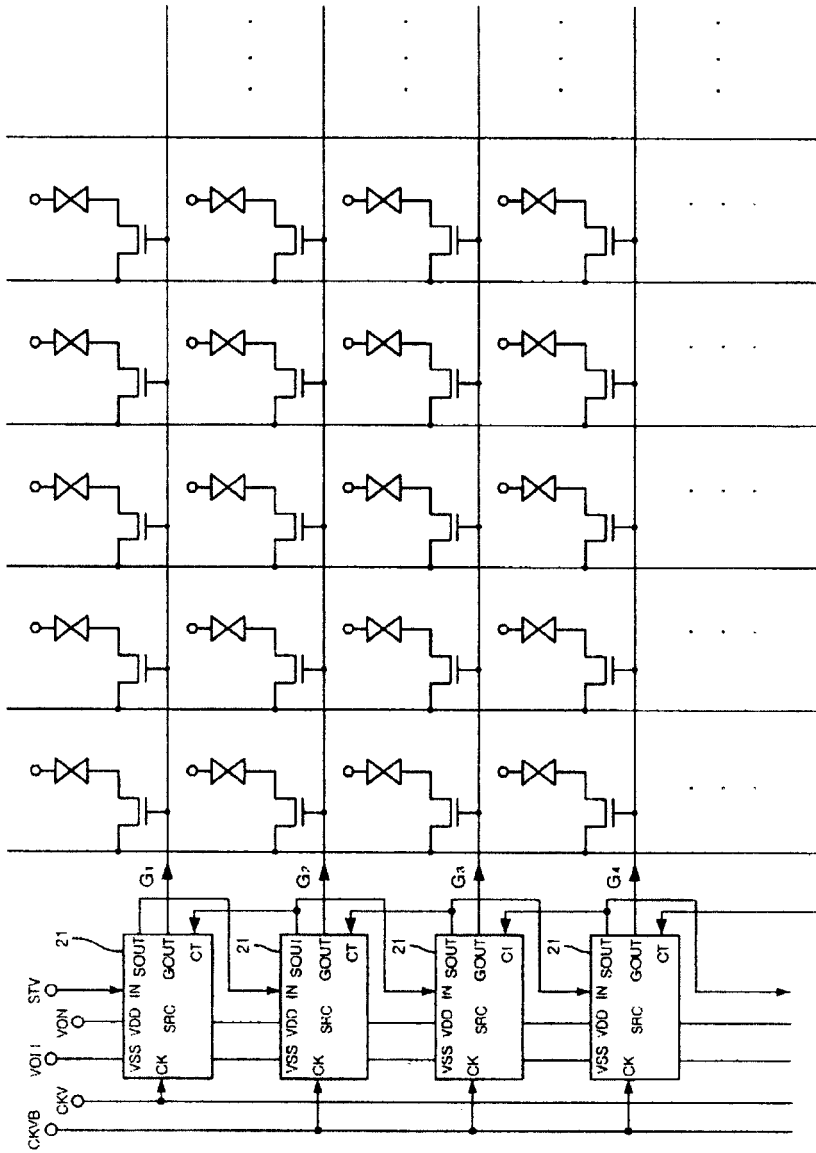 CKVB
CKV
VOFF
VON
STV
21
VSS VDD IN SOUT
SRC
GOUT
CK
CT
G1
21
VSS VDD IN SOUT
SRC
GOUT
CK
CT
G2
21
VSS VDD IN SOUT
SRC
GOUT
CK
CT
G3
21
VSS VDD IN SOUT
SRC
GOUT
CK
CT
G4